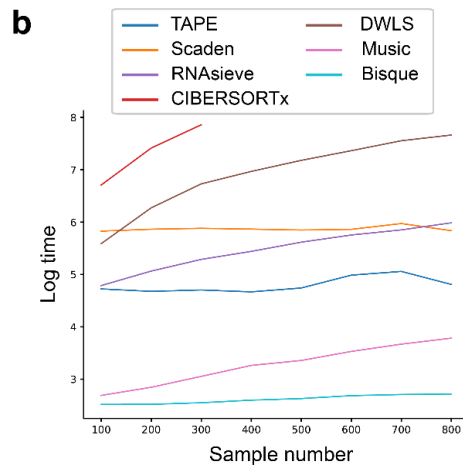 b
TAPE
Scaden
RNAsieve
CIBERSORTx
DWLS
Music
Bisque
8
7
6
5
4
3
Log time
100 200 300 400 500 600 700 800
Sample number